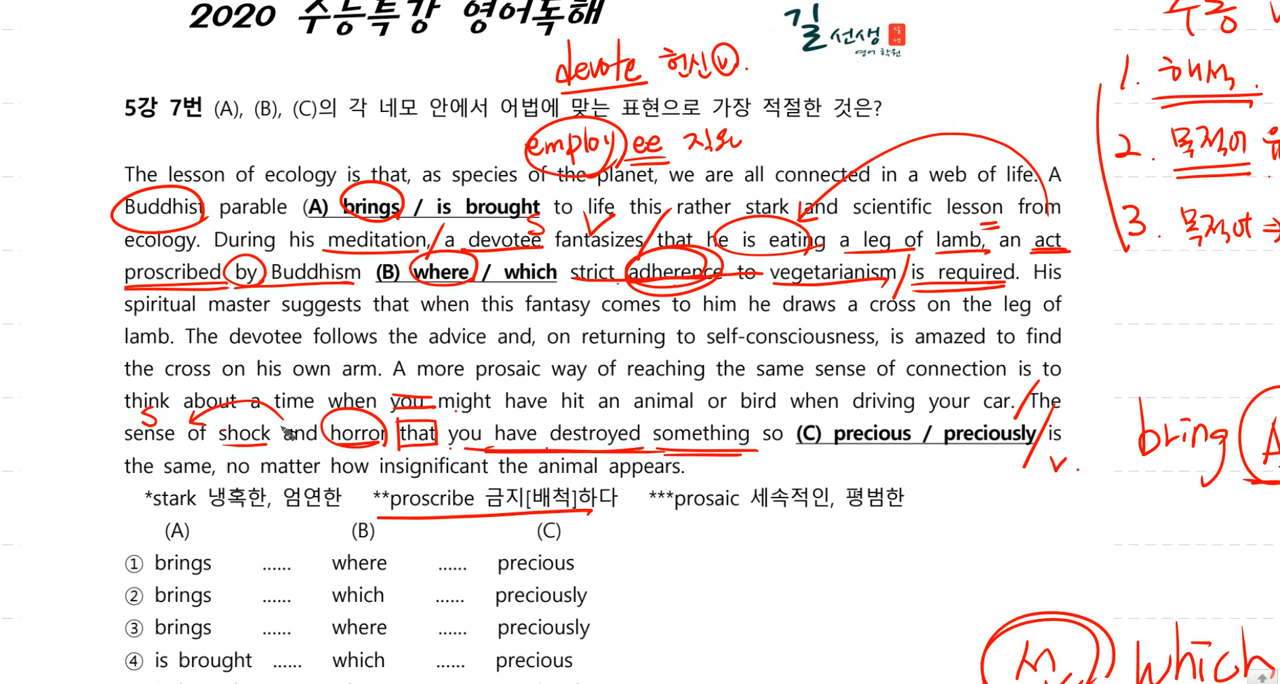 2020 수능특강 영어독해
길 선생 영어 학원
devote 헌신ⓥ.
수능
1. 해석.
5강 7번 (A), (B), (C)의 각 네모 안에서 어법에 맞는 표현으로 가장 적절한 것은?
employee 직원
2. 목적어 유
The lesson of ecology is that, as species of the planet, we are all connected in a web of life. A
Buddhist parable (A) brings / is brought to life this rather stark and scientific lesson from
S
3. 목적어 ⇒
ecology. During his meditation, a devotee fantasizes that he is eating a leg of lamb, an act
proscribed by Buddhism (B) where / which strict adherence to vegetarianism is required. His
spiritual master suggests that when this fantasy comes to him he draws a cross on the leg of
lamb. The devotee follows the advice and, on returning to self-consciousness, is amazed to find
the cross on his own arm. A more prosaic way of reaching the same sense of connection is to
think about a time when you might have hit an animal or bird when driving your car. The
S
sense of shock and horror that you have destroyed something so (C) precious / preciously is
bring A
V.
the same, no matter how insignificant the animal appears.
*stark 냉혹한, 엄연한 **proscribe 금지[배척]하다 ***prosaic 세속적인, 평범한
(A) (B) (C)
① brings ...... where ...... precious
② brings ...... which ...... preciously
③ brings ...... where ...... preciously
④ is brought ...... which ...... precious
which